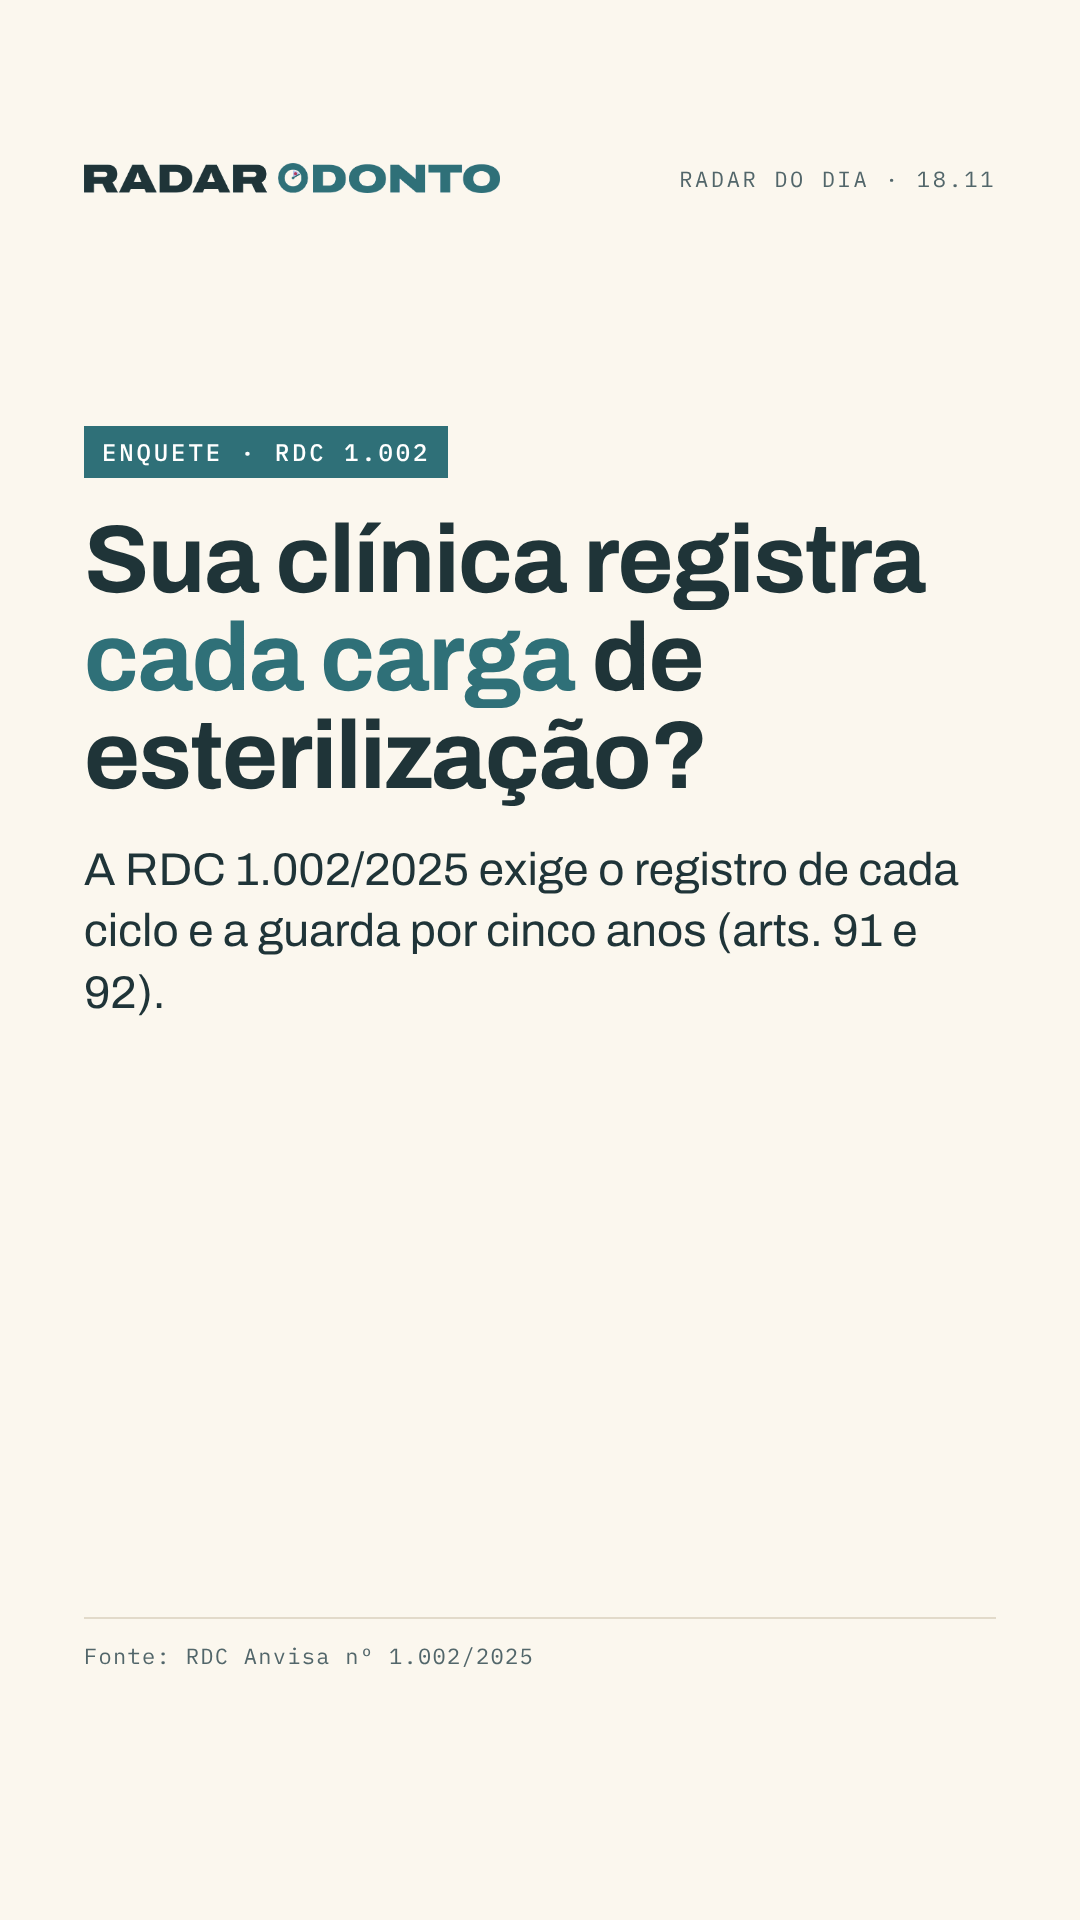 RADAR ODONTO
RADAR DO DIA · 18.11
ENQUETE · RDC 1.002
Sua clínica registra
cada carga de
esterilização?
A RDC 1.002/2025 exige o registro de cada
ciclo e a guarda por cinco anos (arts. 91 e
92).
Fonte: RDC Anvisa nº 1.002/2025